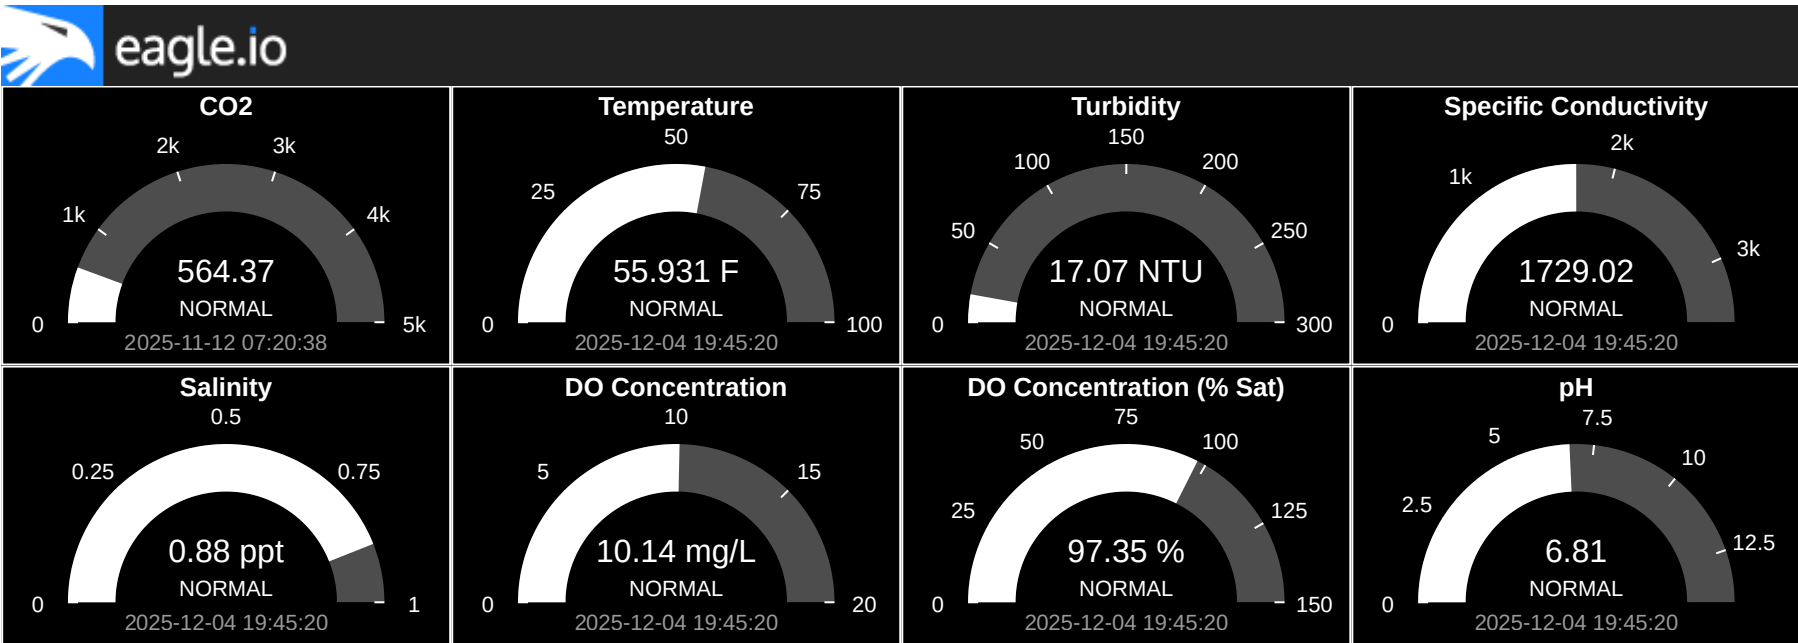 eagle.io
CO2
0
1k
2k
3k
4k
5k
564.37
NORMAL
2025-11-12 07:20:38
Temperature
0
25
50
75
100
55.931 F
NORMAL
2025-12-04 19:45:20
Turbidity
0
50
100
150
200
250
300
17.07 NTU
NORMAL
2025-12-04 19:45:20
Specific Conductivity
0
1k
2k
3k
1729.02
NORMAL
2025-12-04 19:45:20
Salinity
0
0.25
0.5
0.75
1
0.88 ppt
NORMAL
2025-12-04 19:45:20
DO Concentration
0
5
10
15
20
10.14 mg/L
NORMAL
2025-12-04 19:45:20
DO Concentration (% Sat)
0
25
50
75
100
125
150
97.35 %
NORMAL
2025-12-04 19:45:20
pH
0
2.5
5
7.5
10
12.5
6.81
NORMAL
2025-12-04 19:45:20